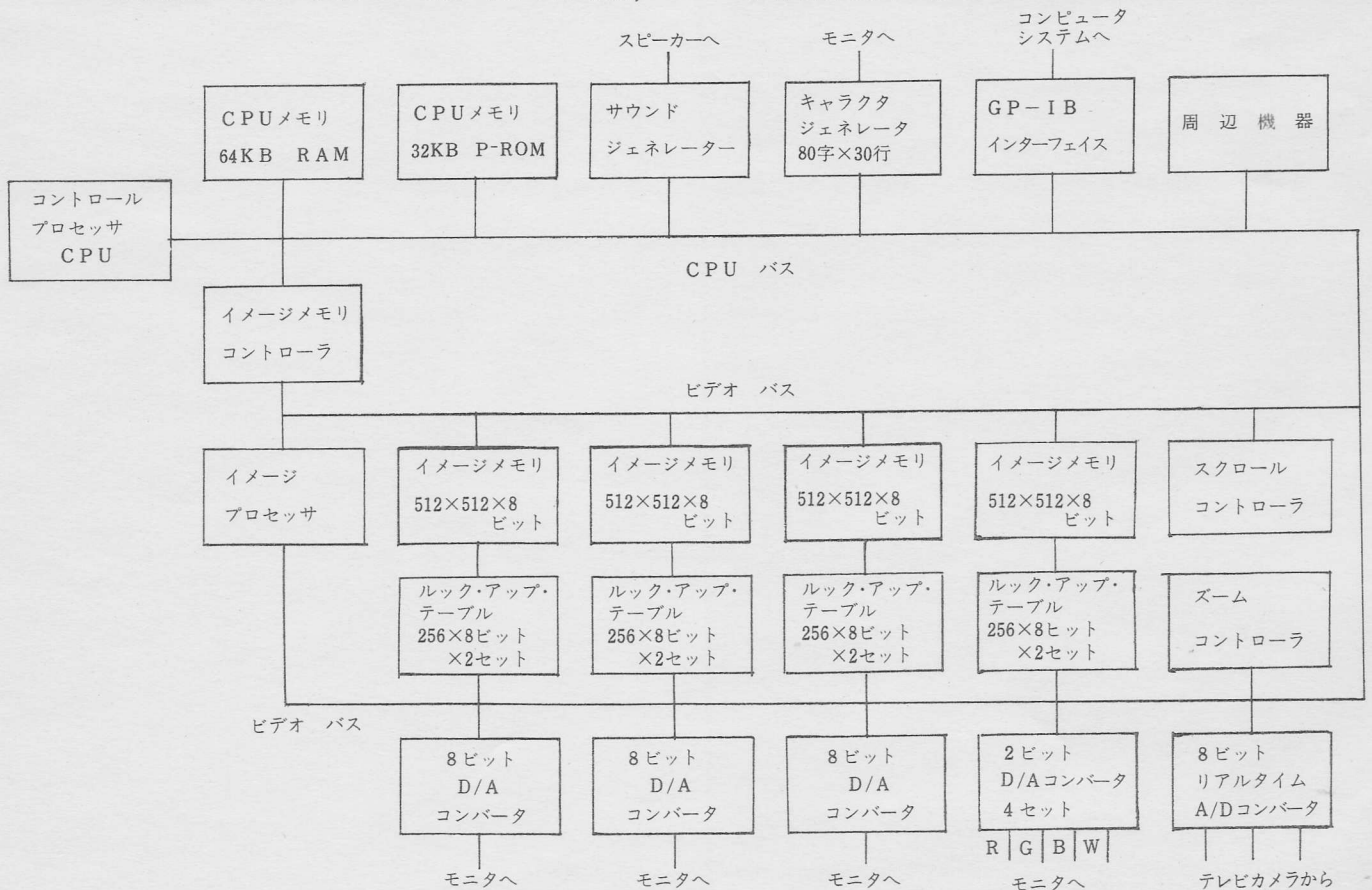 スピーカーへ
モニタへ
コンピュータ
システムへ
CPUメモリ
64KB RAM
CPUメモリ
32KB P-ROM
サウンド
ジェネレーター
キャラクタ
ジェネレータ
80字×30行
GP-IB
インターフェイス
周辺機器
コントロール
プロセッサ
CPU
CPU バス
イメージメモリ
コントローラ
ビデオ バス
イメージ
プロセッサ
イメージメモリ
512×512×8
ビット
イメージメモリ
512×512×8
ビット
イメージメモリ
512×512×8
ビット
イメージメモリ
512×512×8
ビット
スクロール
コントローラ
ルック・アップ・
テーブル
256×8ビット
×2セット
ルック・アップ・
テーブル
256×8ビット
×2セット
ルック・アップ・
テーブル
256×8ビット
×2セット
ルック・アップ・
テーブル
256×8ビット
×2セット
ズーム
コントローラ
ビデオ バス
8ビット
D/A
コンバータ
8ビット
D/A
コンバータ
8ビット
D/A
コンバータ
2ビット
D/Aコンバータ
4セット
8ビット
リアルタイム
A/Dコンバータ
R G B W
モニタへ
モニタへ
モニタへ
モニタへ
テレビカメラから